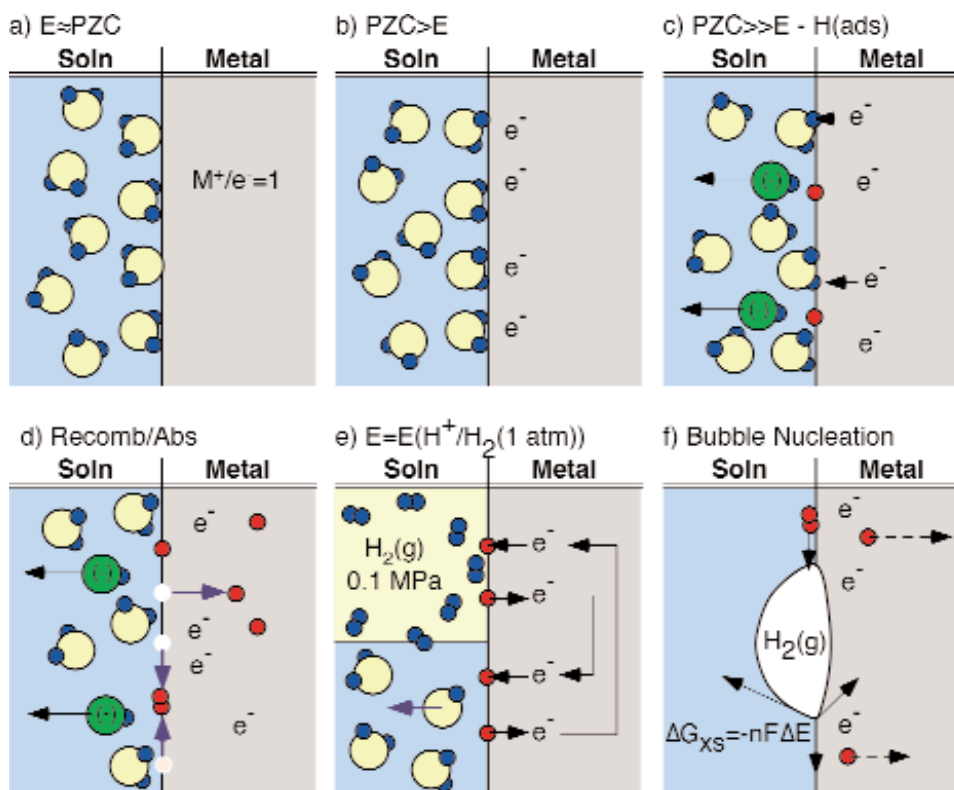 a) E≈PZC
Soln Metal
M⁺/e⁻=1
b) PZC>E
Soln Metal
e⁻
e⁻
e⁻
e⁻
c) PZC>>E - H(ads)
Soln Metal
e⁻
e⁻
e⁻
e⁻
(-)
(-)
d) Recomb/Abs
Soln Metal
e⁻
(-)
e⁻
e⁻
(-)
e⁻
e) E=E(H⁺/H₂(1 atm))
Soln Metal
H₂(g)
0.1 MPa
e⁻
e⁻
e⁻
e⁻
f) Bubble Nucleation
Soln Metal
e⁻
e⁻
H₂(g)
e⁻
ΔGxs=-nFΔE